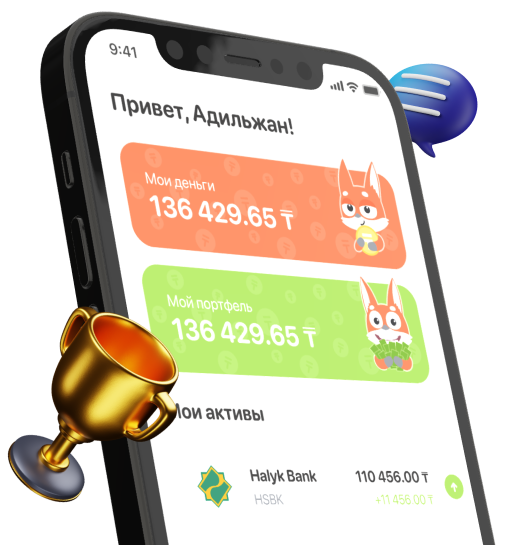 9:41
Привет, Адильжан!
Мои деньги
136 429.65 ₸
Мой портфель
136 429.65 ₸
Мои активы
Halyk Bank
110 456.00 ₸
HSBK
+11 456.00 ₸